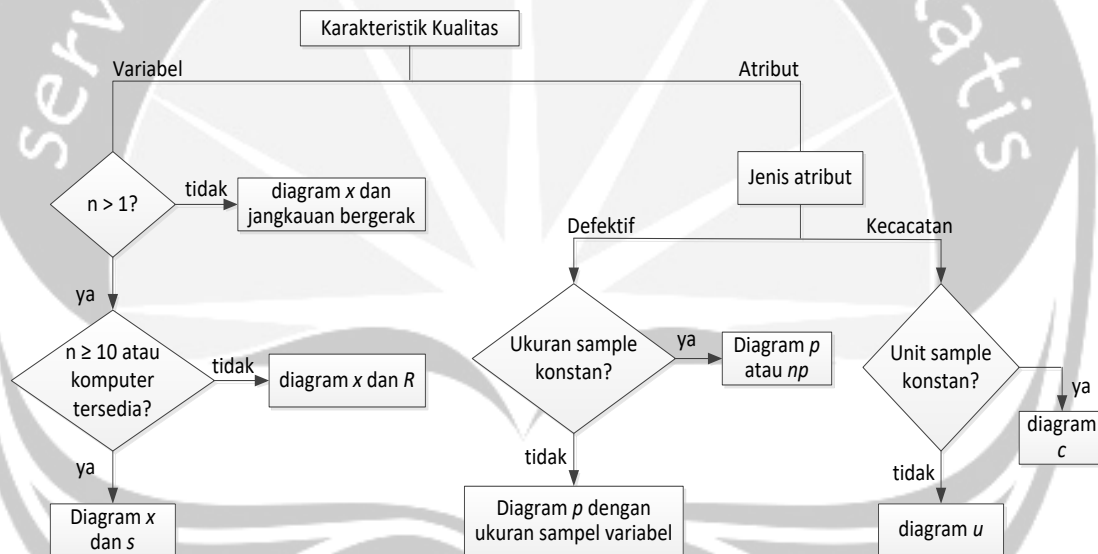 Karakteristik Kualitas
Variabel
Atribut
n > 1?
tidak
diagram x dan
jangkauan bergerak
Jenis atribut
Defektif
Kecacatan
ya
n ≥ 10 atau
komputer
tersedia?
tidak
diagram x dan R
Ukuran sample
konstan?
ya
Diagram p
atau np
Unit sample
konstan?
ya
diagram
c
ya
Diagram x
dan s
tidak
Diagram p dengan
ukuran sampel variabel
tidak
diagram u